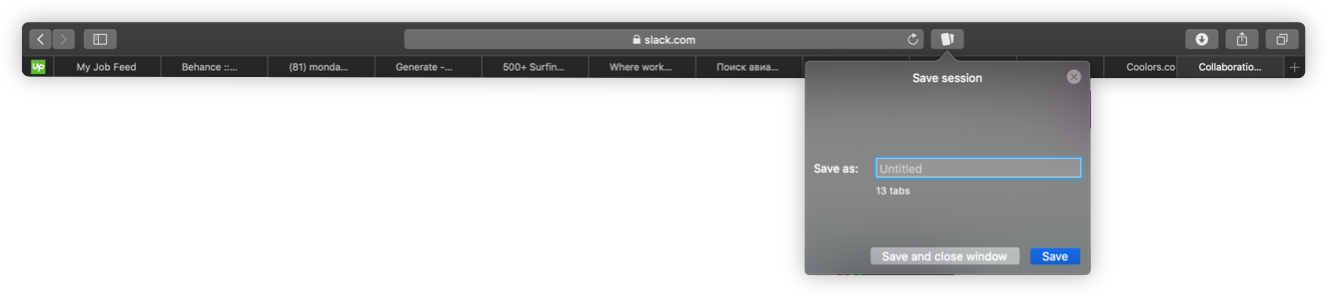 slack.com
Up
My Job Feed
Behance ::...
(81) monda...
Generate -...
500+ Surfin...
Where work...
Поиск авиа...
Coolors.co
Collaboratio...
Save session
Save as:
Untitled
13 tabs
Save and close window
Save